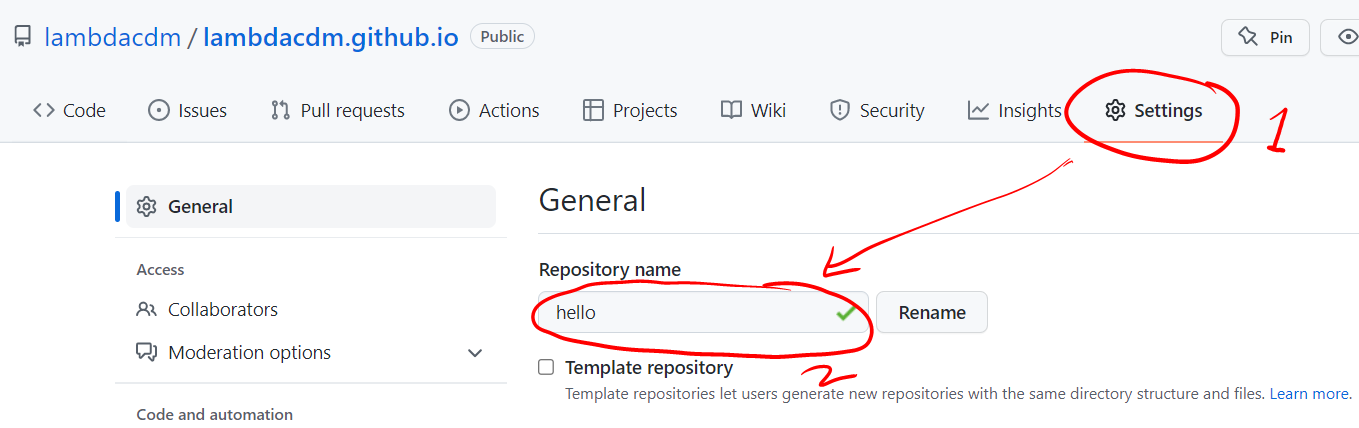 lambdacdm / lambdacdm.github.io Public Pin
Code Issues Pull requests Actions Projects Wiki Security Insights Settings 1
General
General
Access
Repository name
Collaborators
hello Rename
Moderation options
Template repository 2
Template repositories let users generate new repositories with the same directory structure and files. Learn more.
Code and automation